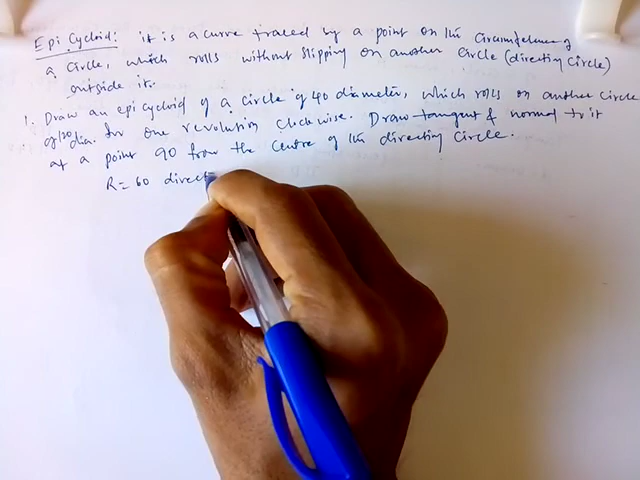 Epi Cycloid: it is a curve traced by a point on the circumference of
a circle, which rolls without slipping on another circle (directing circle)
outside it.
1. Draw an epicycloid of a circle of 40 diameter, which rolls on another circle
of 120 dia. for one revolution clockwise. Draw tangent & normal to it
at a point 90 from the centre of the directing circle.
R = 60 direct